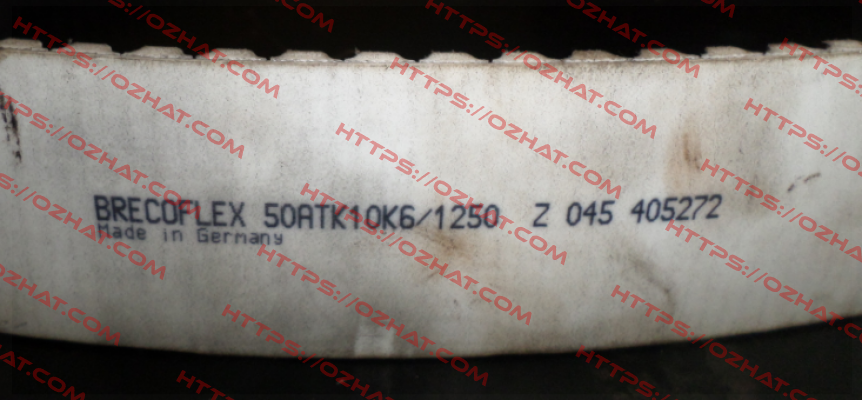 BRECOFLEX 50ATK10K6/1250 Z 045 405272
Made in Germany
HTTPS://OZHAT.COM